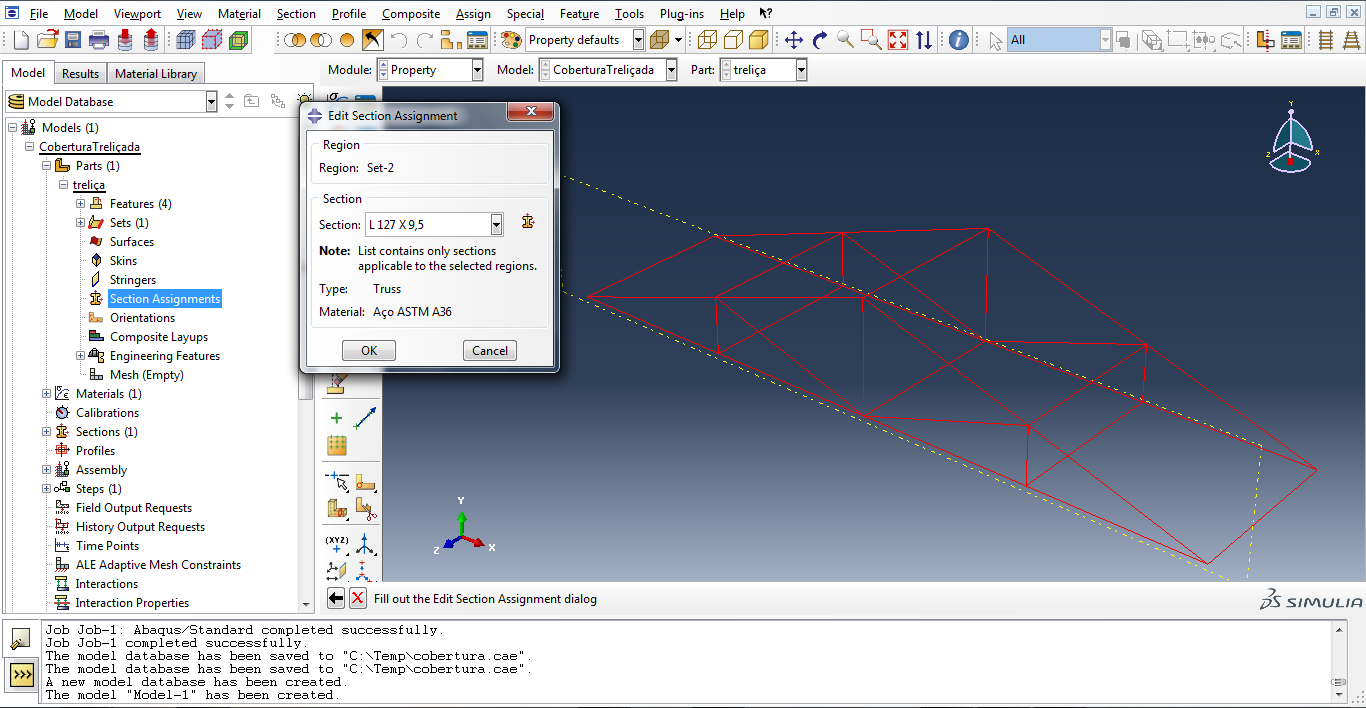 File Model Viewport View Material Section Profile Composite Assign Special Feature Tools Plug-ins Help
Property defaults
All
Model Results Material Library
Module: Property Model: CoberturaTreliçada Part: treliça
Model Database
Models (1)
CoberturaTreliçada
Parts (1)
treliça
Features (4)
Sets (1)
Surfaces
Skins
Stringers
Section Assignments
Orientations
Composite Layups
Engineering Features
Mesh (Empty)
Materials (1)
Calibrations
Sections (1)
Profiles
Assembly
Steps (1)
Field Output Requests
History Output Requests
Time Points
ALE Adaptive Mesh Constraints
Interactions
Interaction Properties
Edit Section Assignment
Region
Region: Set-2
Section
Section: L 127 X 9,5
Note: List contains only sections
applicable to the selected regions.
Type: Truss
Material: Aço ASTM A36
OK Cancel
(XYZ)
Y
Z X
Y
Z X
Fill out the Edit Section Assignment dialog
SIMULIA
Job Job-1: Abaqus/Standard completed successfully.
Job Job-1 completed successfully.
The model database has been saved to "C:\Temp\cobertura.cae".
The model database has been saved to "C:\Temp\cobertura.cae".
A new model database has been created.
The model "Model-1" has been created.
>>>